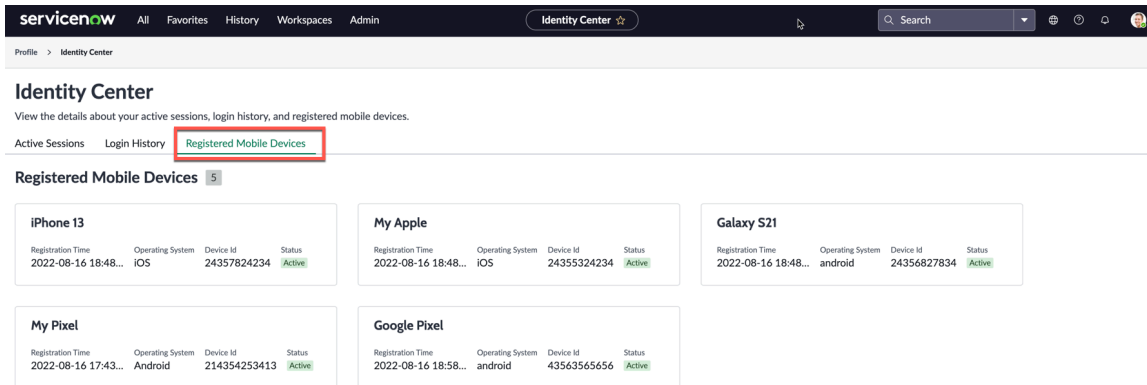 servicenow All Favorites History Workspaces Admin Identity Center Search
Profile > Identity Center
Identity Center
View the details about your active sessions, login history, and registered mobile devices.
Active Sessions Login History Registered Mobile Devices
Registered Mobile Devices 5
iPhone 13
Registration Time Operating System Device Id Status
2022-08-16 18:48... iOS 24357824234 Active
My Apple
Registration Time Operating System Device Id Status
2022-08-16 18:48... iOS 24355324234 Active
Galaxy S21
Registration Time Operating System Device Id Status
2022-08-16 18:48... android 24356827834 Active
My Pixel
Registration Time Operating System Device Id Status
2022-08-16 17:43... Android 214354253413 Active
Google Pixel
Registration Time Operating System Device Id Status
2022-08-16 18:58... android 43563565656 Active